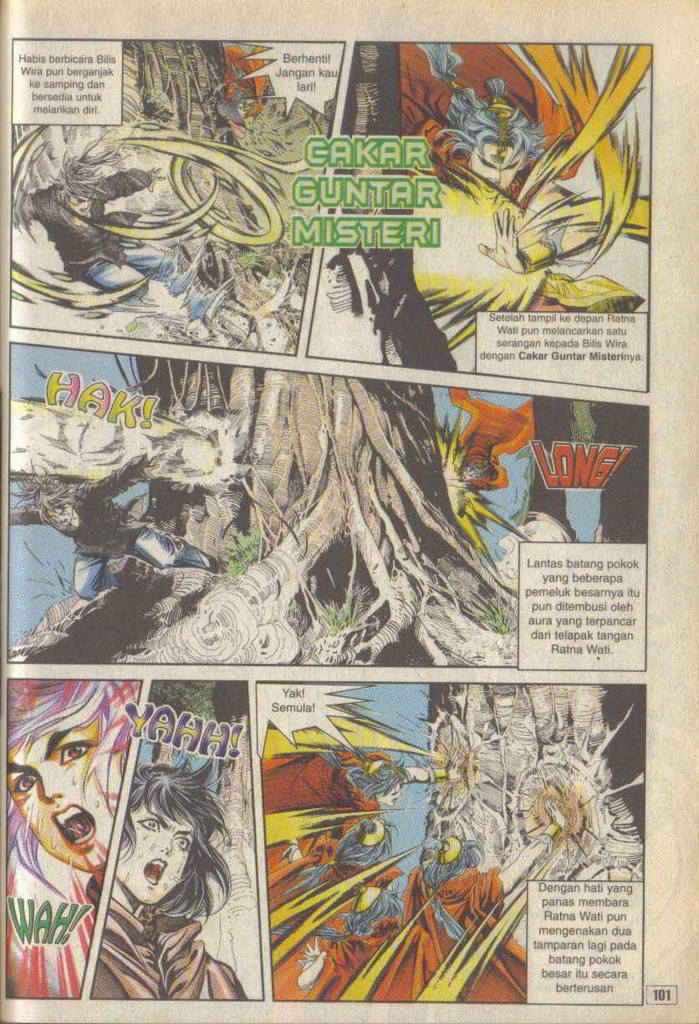 Habis berbicara Bilis
Wira pun berganjak
ke samping dan
bersedia untuk
melarikan diri.
Berhenti!
Jangan kau
lari!
CAKAR
GUNTAR
MISTERI
Setelah tampil ke depan Ratna
Wati pun melancarkan satu
serangan kepada Bilis Wira
dengan Cakar Guntar Misterinya.
HAK!
LONG!
Lantas batang pokok
yang beberapa
pemeluk besarnya itu
pun ditembusi oleh
aura yang terpancar
dari telapak tangan
Ratna Wati.
WAH!
YAHH!
Yak!
Semula!
Dengan hati yang
panas membara
Ratna Wati pun
mengenakan dua
tamparan lagi pada
batang pokok
besar itu secara
berterusan
101